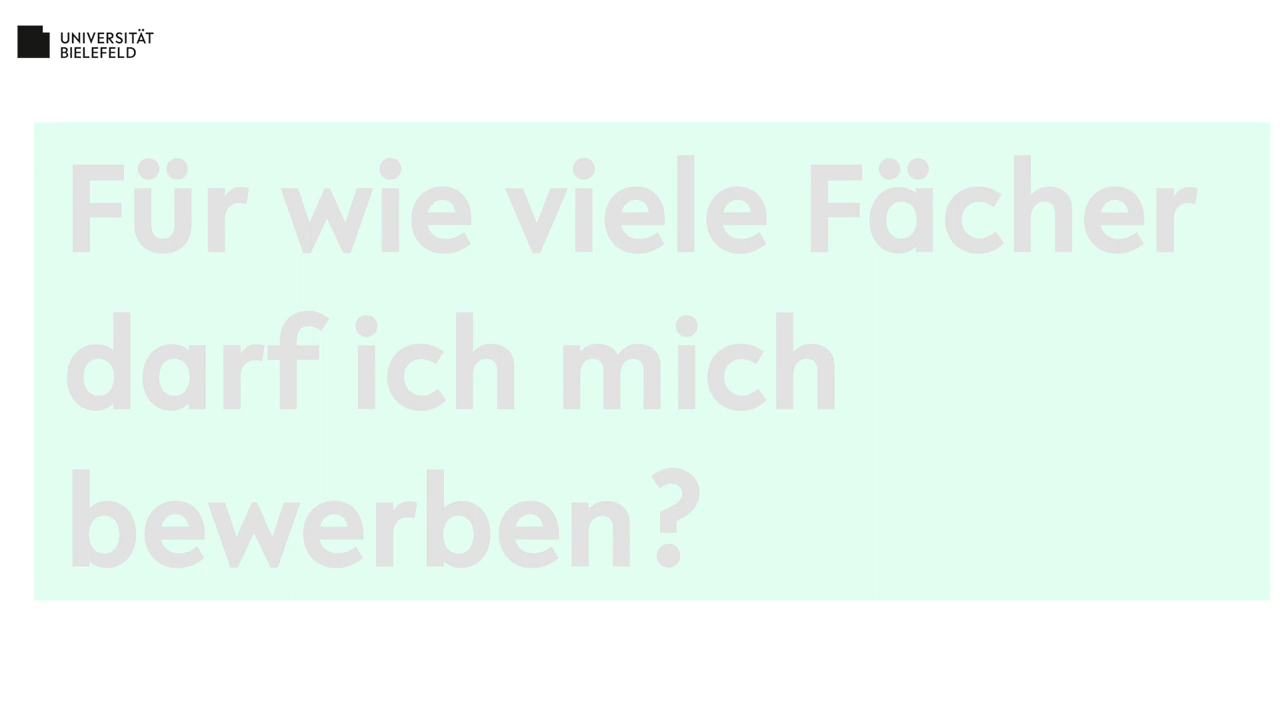 UNIVERSITÄT
BIELEFELD
Für wie viele Fächer
darf ich mich
bewerben?